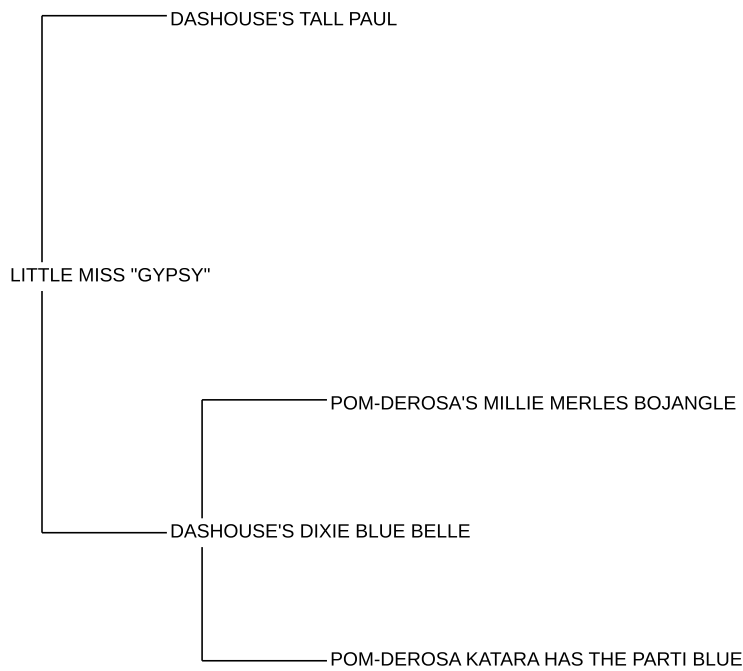 DASHOUSE'S TALL PAUL
LITTLE MISS "GYPSY"
POM-DEROSA'S MILLIE MERLES BOJANGLE
DASHOUSE'S DIXIE BLUE BELLE
POM-DEROSA KATARA HAS THE PARTI BLUE